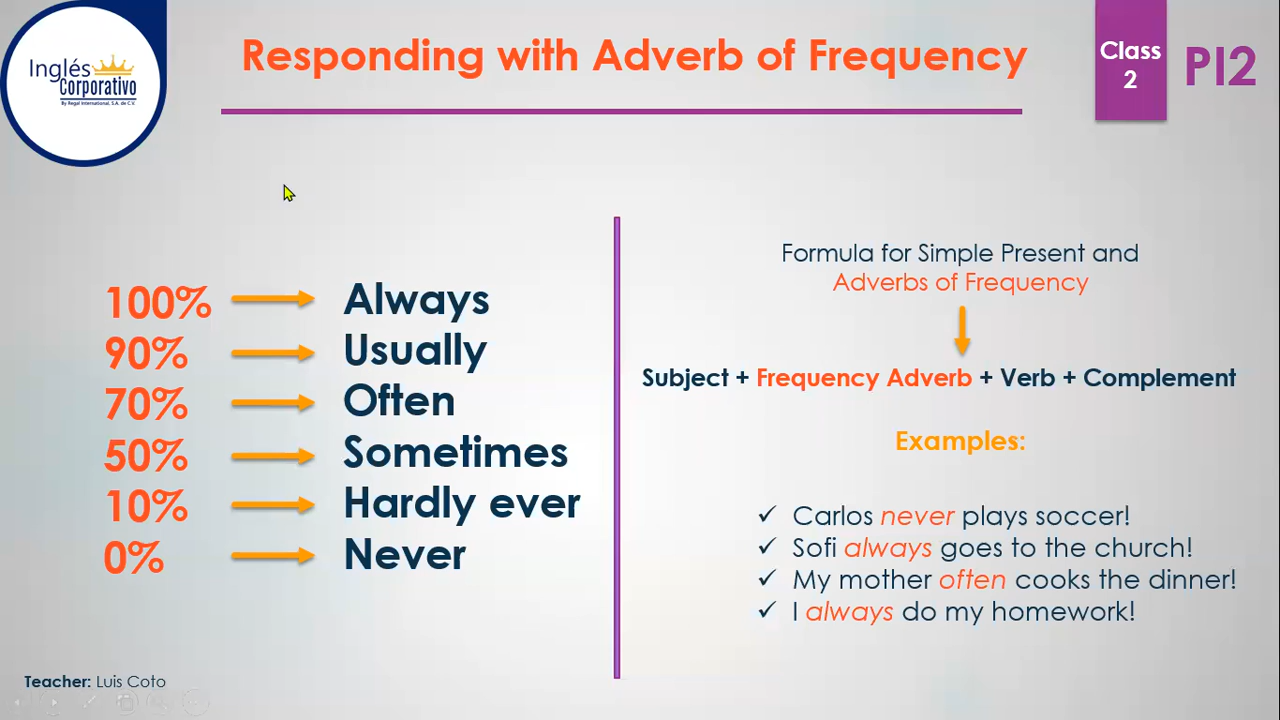 Inglés
Corporativo
By Regal International, S.A. de C.V.
Responding with Adverb of Frequency
Class
2
PI2
100% Always
90% Usually
70% Often
50% Sometimes
10% Hardly ever
0% Never
Formula for Simple Present and
Adverbs of Frequency
Subject + Frequency Adverb + Verb + Complement
Examples:
✓ Carlos never plays soccer!
✓ Sofi always goes to the church!
✓ My mother often cooks the dinner!
✓ I always do my homework!
Teacher: Luis Coto